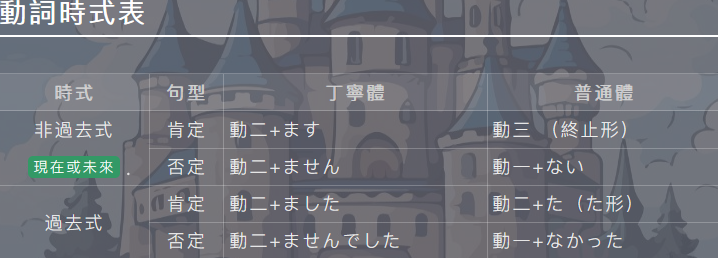 動詞時式表
時式 句型 丁寧體 普通體
非過去式 肯定 動二+ます 動三 （終止形）
現在或未來 . 否定 動二+ません 動一+ない
過去式 肯定 動二+ました 動二+た（た形）
否定 動二+ませんでした 動一+なかった